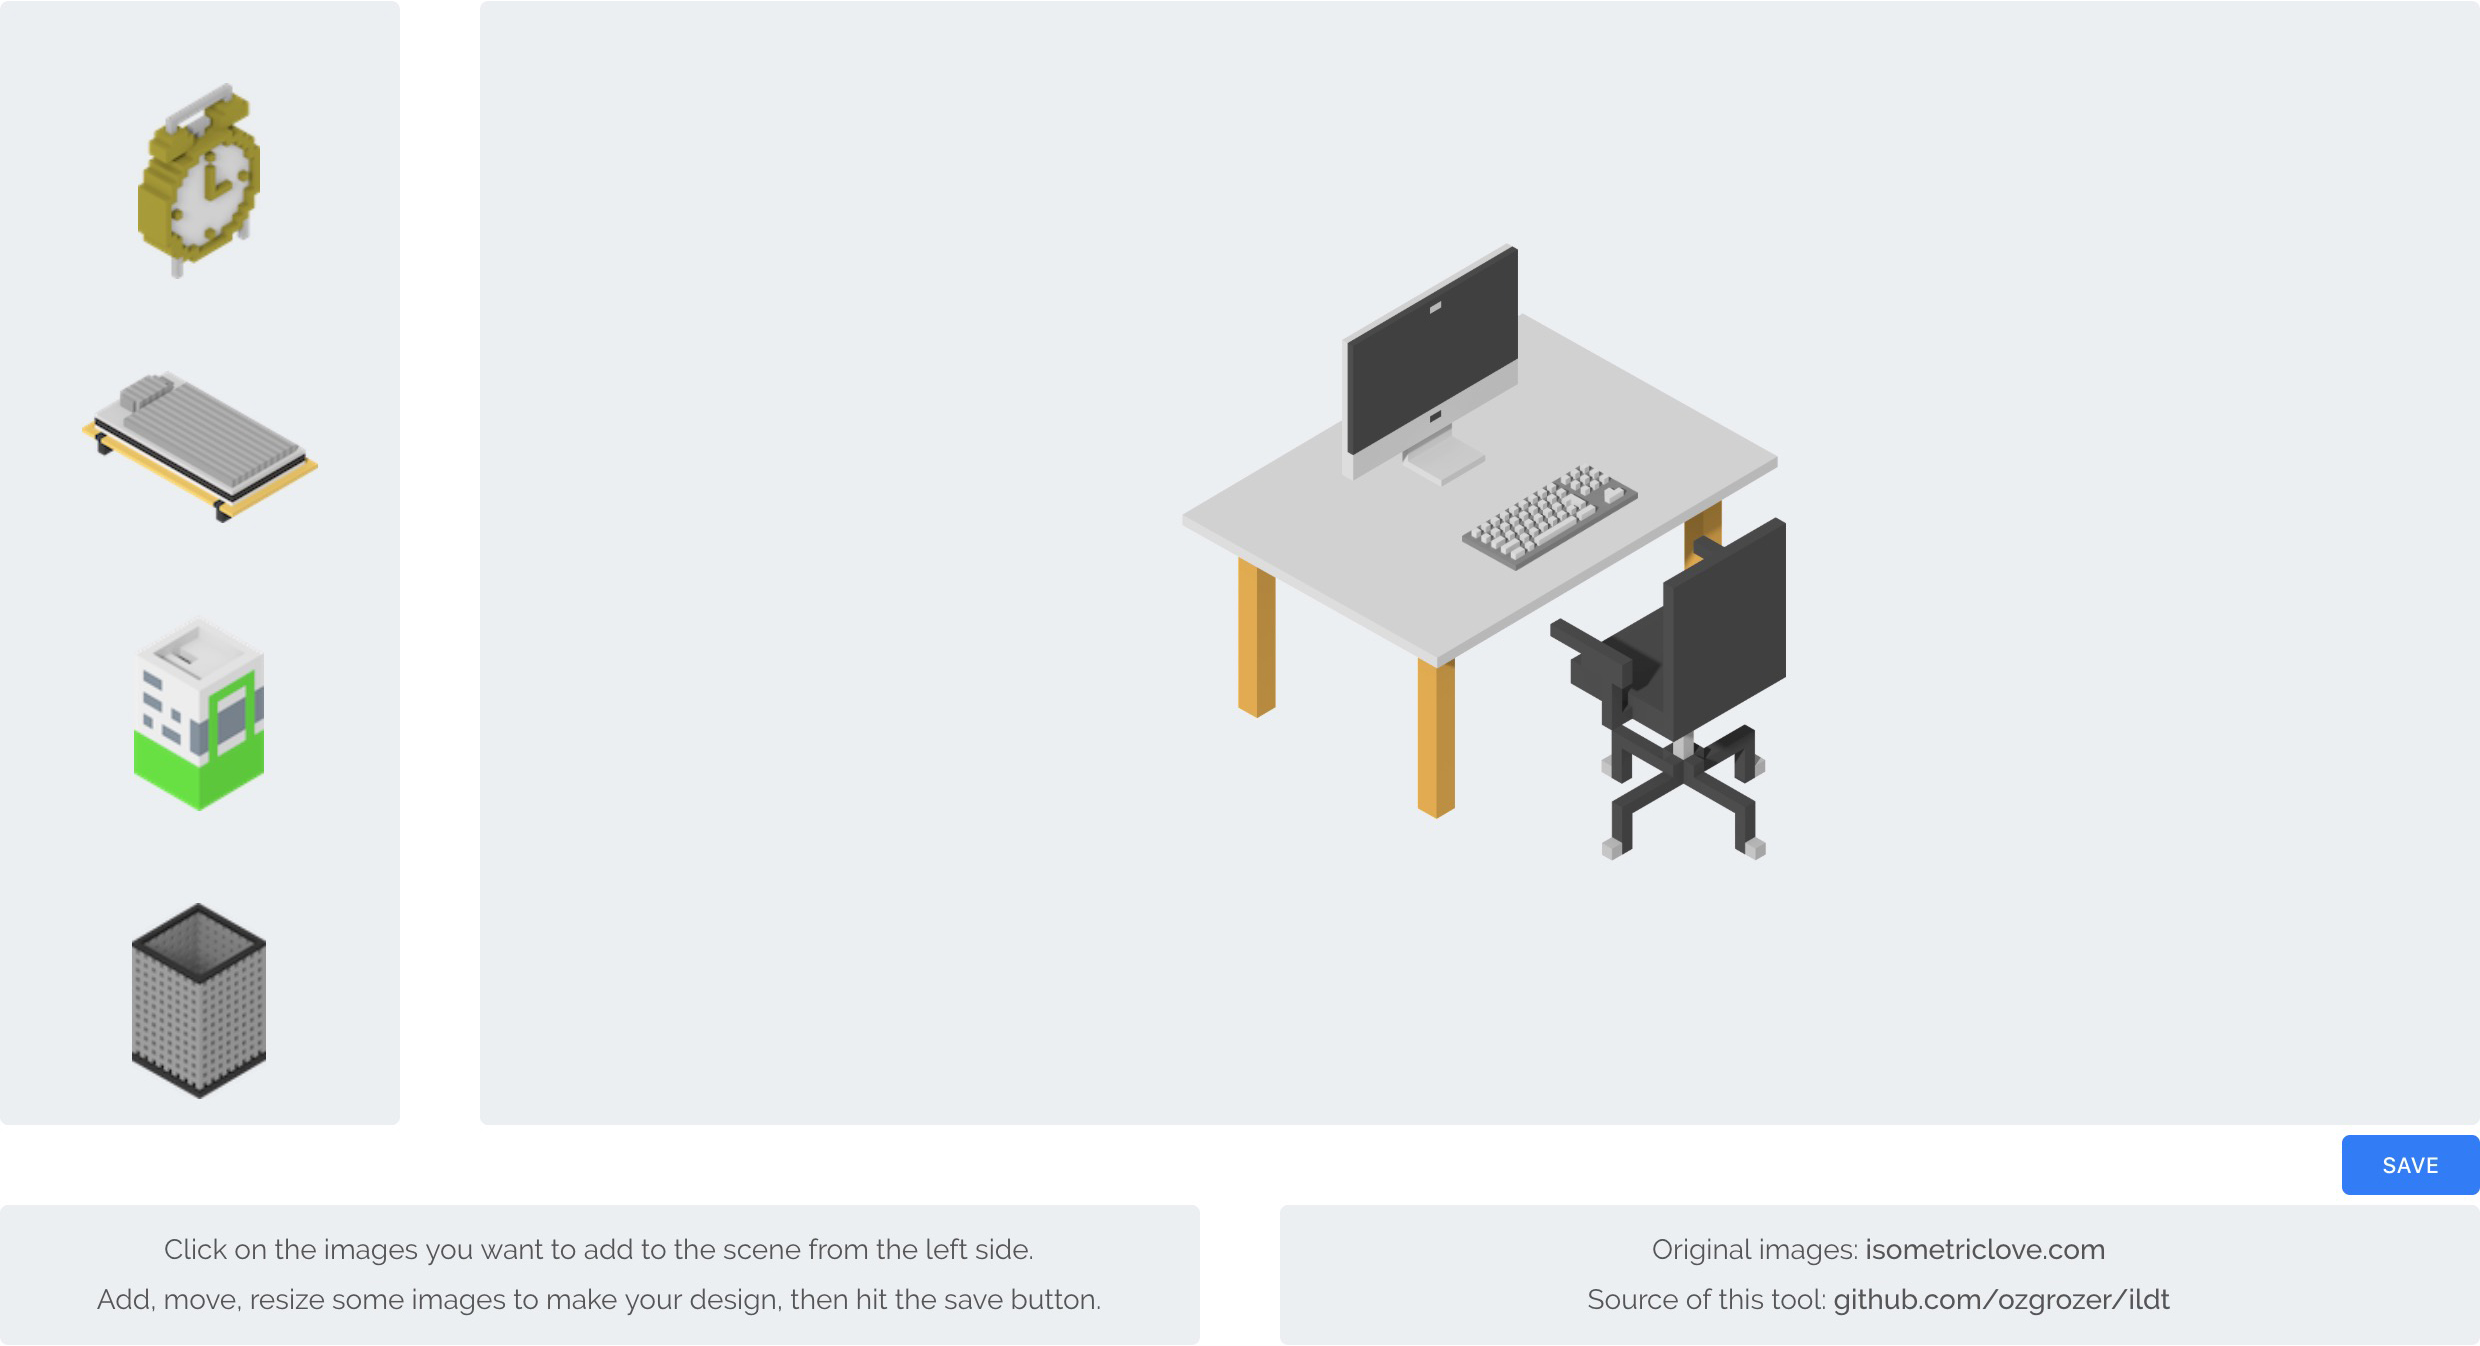 SAVE
Click on the images you want to add to the scene from the left side.
Add, move, resize some images to make your design, then hit the save button.
Original images: isometriclove.com
Source of this tool: github.com/ozgrozer/ildt